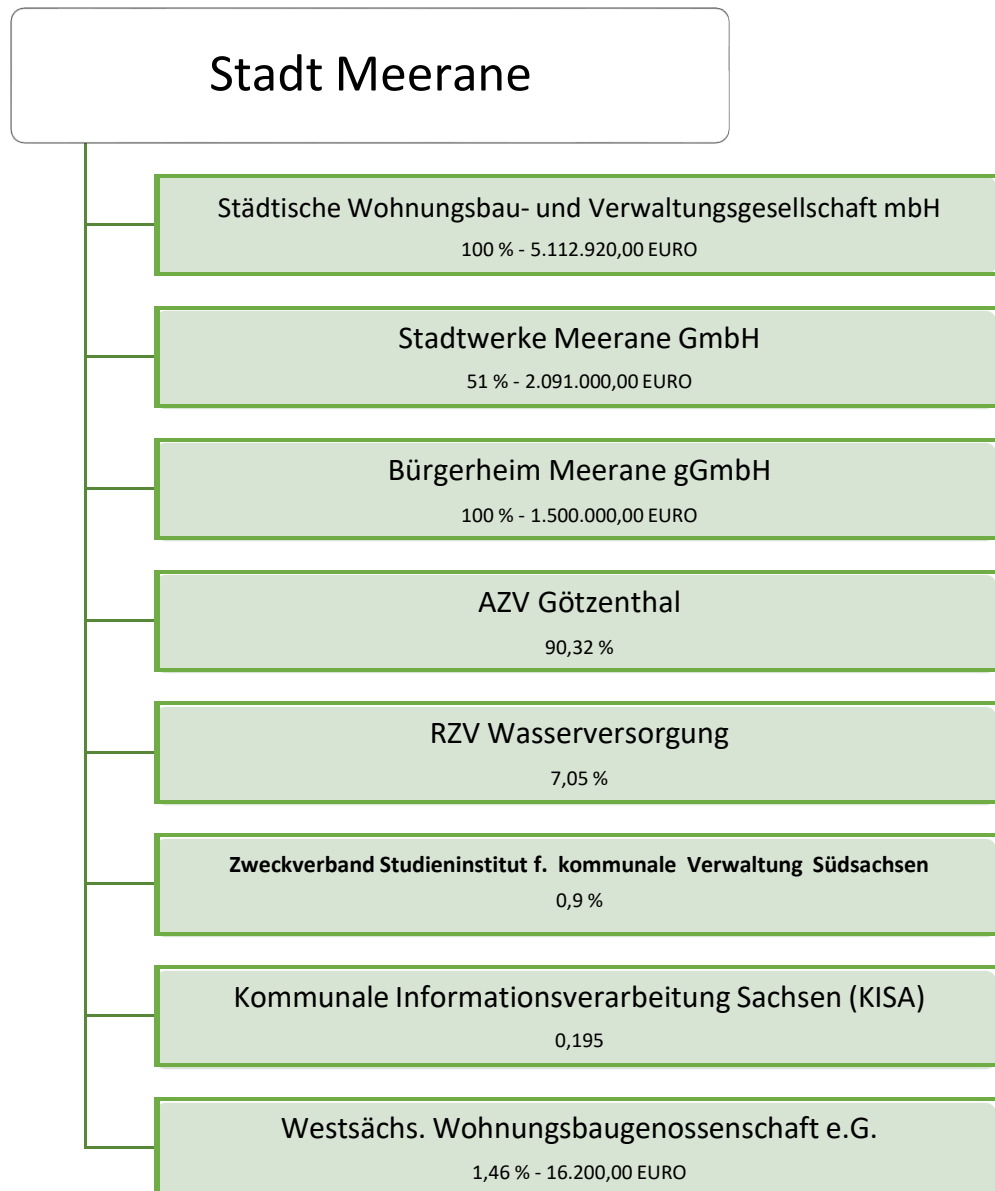 Stadt Meerane
Städtische Wohnungsbau- und Verwaltungsgesellschaft mbH
100 % - 5.112.920,00 EURO
Stadtwerke Meerane GmbH
51 % - 2.091.000,00 EURO
Bürgerheim Meerane gGmbH
100 % - 1.500.000,00 EURO
AZV Götzenthal
90,32 %
RZV Wasserversorgung
7,05 %
Zweckverband Studieninstitut f. kommunale Verwaltung Südsachsen
0,9 %
Kommunale Informationsverarbeitung Sachsen (KISA)
0,195
Westsächs. Wohnungsbaugenossenschaft e.G.
1,46 % - 16.200,00 EURO